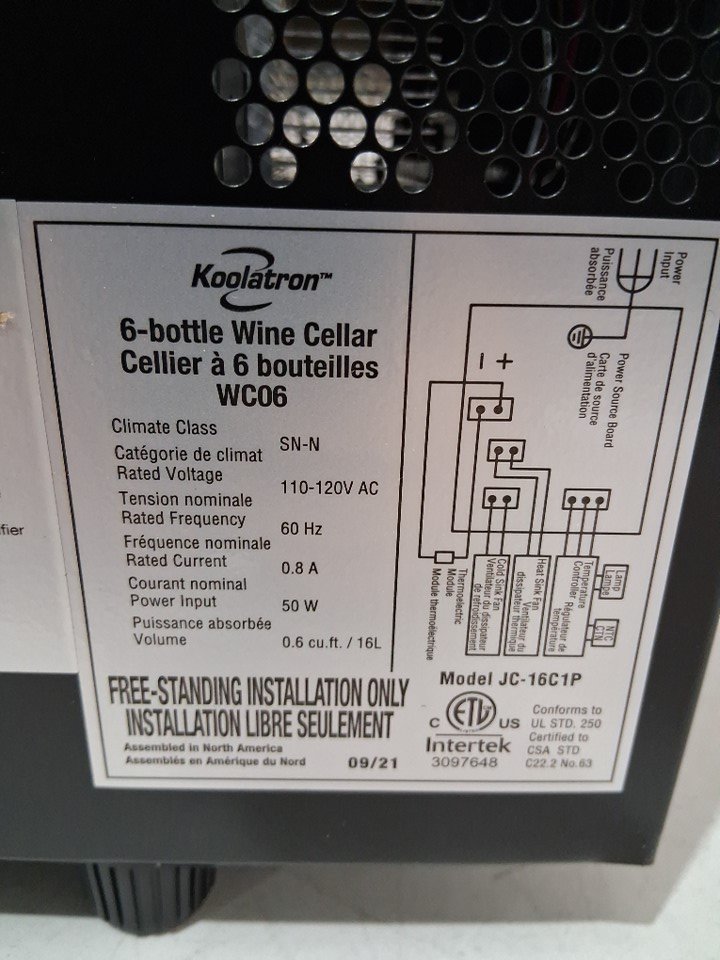 Koolatron™
6-bottle Wine Cellar
Cellier à 6 bouteilles
WC06
Climate Class
Catégorie de climat
SN-N
Rated Voltage
Tension nominale
110-120V AC
Rated Frequency
Fréquence nominale
60 Hz
Rated Current
Courant nominal
0.8 A
Power Input
Puissance absorbée
50 W
Volume
0.6 cu.ft. / 16L
FREE-STANDING INSTALLATION ONLY
INSTALLATION LIBRE SEULEMENT
Assembled in North America
Assemblés en Amérique du Nord
09/21
Power
Input
Puissance
absorbée
Power Source Board
Carte de source
d'alimentation
− +
Lamp
Lampe
NTC
CTN
Temperature
Controller
Régulateur de
température
Heat Sink Fan
Ventilateur du
dissipateur thermique
Cold Sink Fan
Ventilateur du dissipateur
de refroidissement
Thermoelectric
Module
Module thermoélectrique
Model JC-16C1P
C ETL US
Intertek
3097648
Conforms to
UL STD. 250
Certified to
CSA STD
C22.2 No.63
ifier